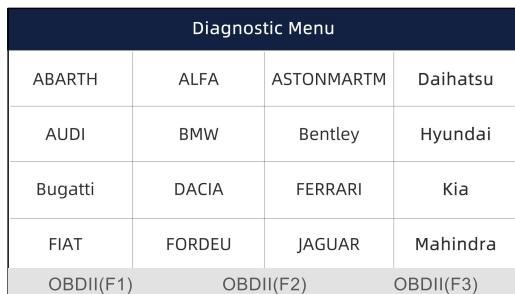 Diagnostic Menu
ABARTH ALFA ASTONMARTM Daihatsu
AUDI BMW Bentley Hyundai
Bugatti DACIA FERRARI Kia
FIAT FORDEU JAGUAR Mahindra
OBDII(F1) OBDII(F2) OBDII(F3)